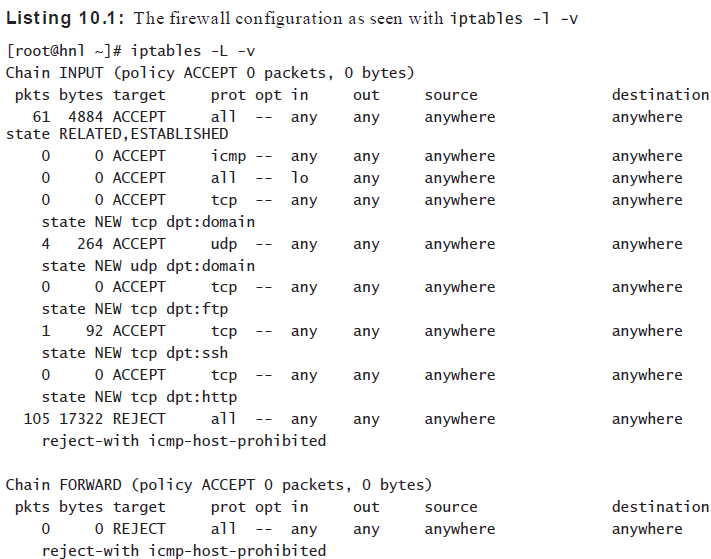 Listing 10.1: The firewall configuration as seen with iptables -l -v
[root@hnl ~]# iptables -L -v
Chain INPUT (policy ACCEPT 0 packets, 0 bytes)
pkts bytes target prot opt in out source destination
61 4884 ACCEPT all -- any any anywhere anywhere
state RELATED,ESTABLISHED
0 0 ACCEPT icmp -- any any anywhere anywhere
0 0 ACCEPT all -- lo any anywhere anywhere
0 0 ACCEPT tcp -- any any anywhere anywhere
state NEW tcp dpt:domain
4 264 ACCEPT udp -- any any anywhere anywhere
state NEW udp dpt:domain
0 0 ACCEPT tcp -- any any anywhere anywhere
state NEW tcp dpt:ftp
1 92 ACCEPT tcp -- any any anywhere anywhere
state NEW tcp dpt:ssh
0 0 ACCEPT tcp -- any any anywhere anywhere
state NEW tcp dpt:http
105 17322 REJECT all -- any any anywhere anywhere
reject-with icmp-host-prohibited
Chain FORWARD (policy ACCEPT 0 packets, 0 bytes)
pkts bytes target prot opt in out source destination
0 0 REJECT all -- any any anywhere anywhere
reject-with icmp-host-prohibited